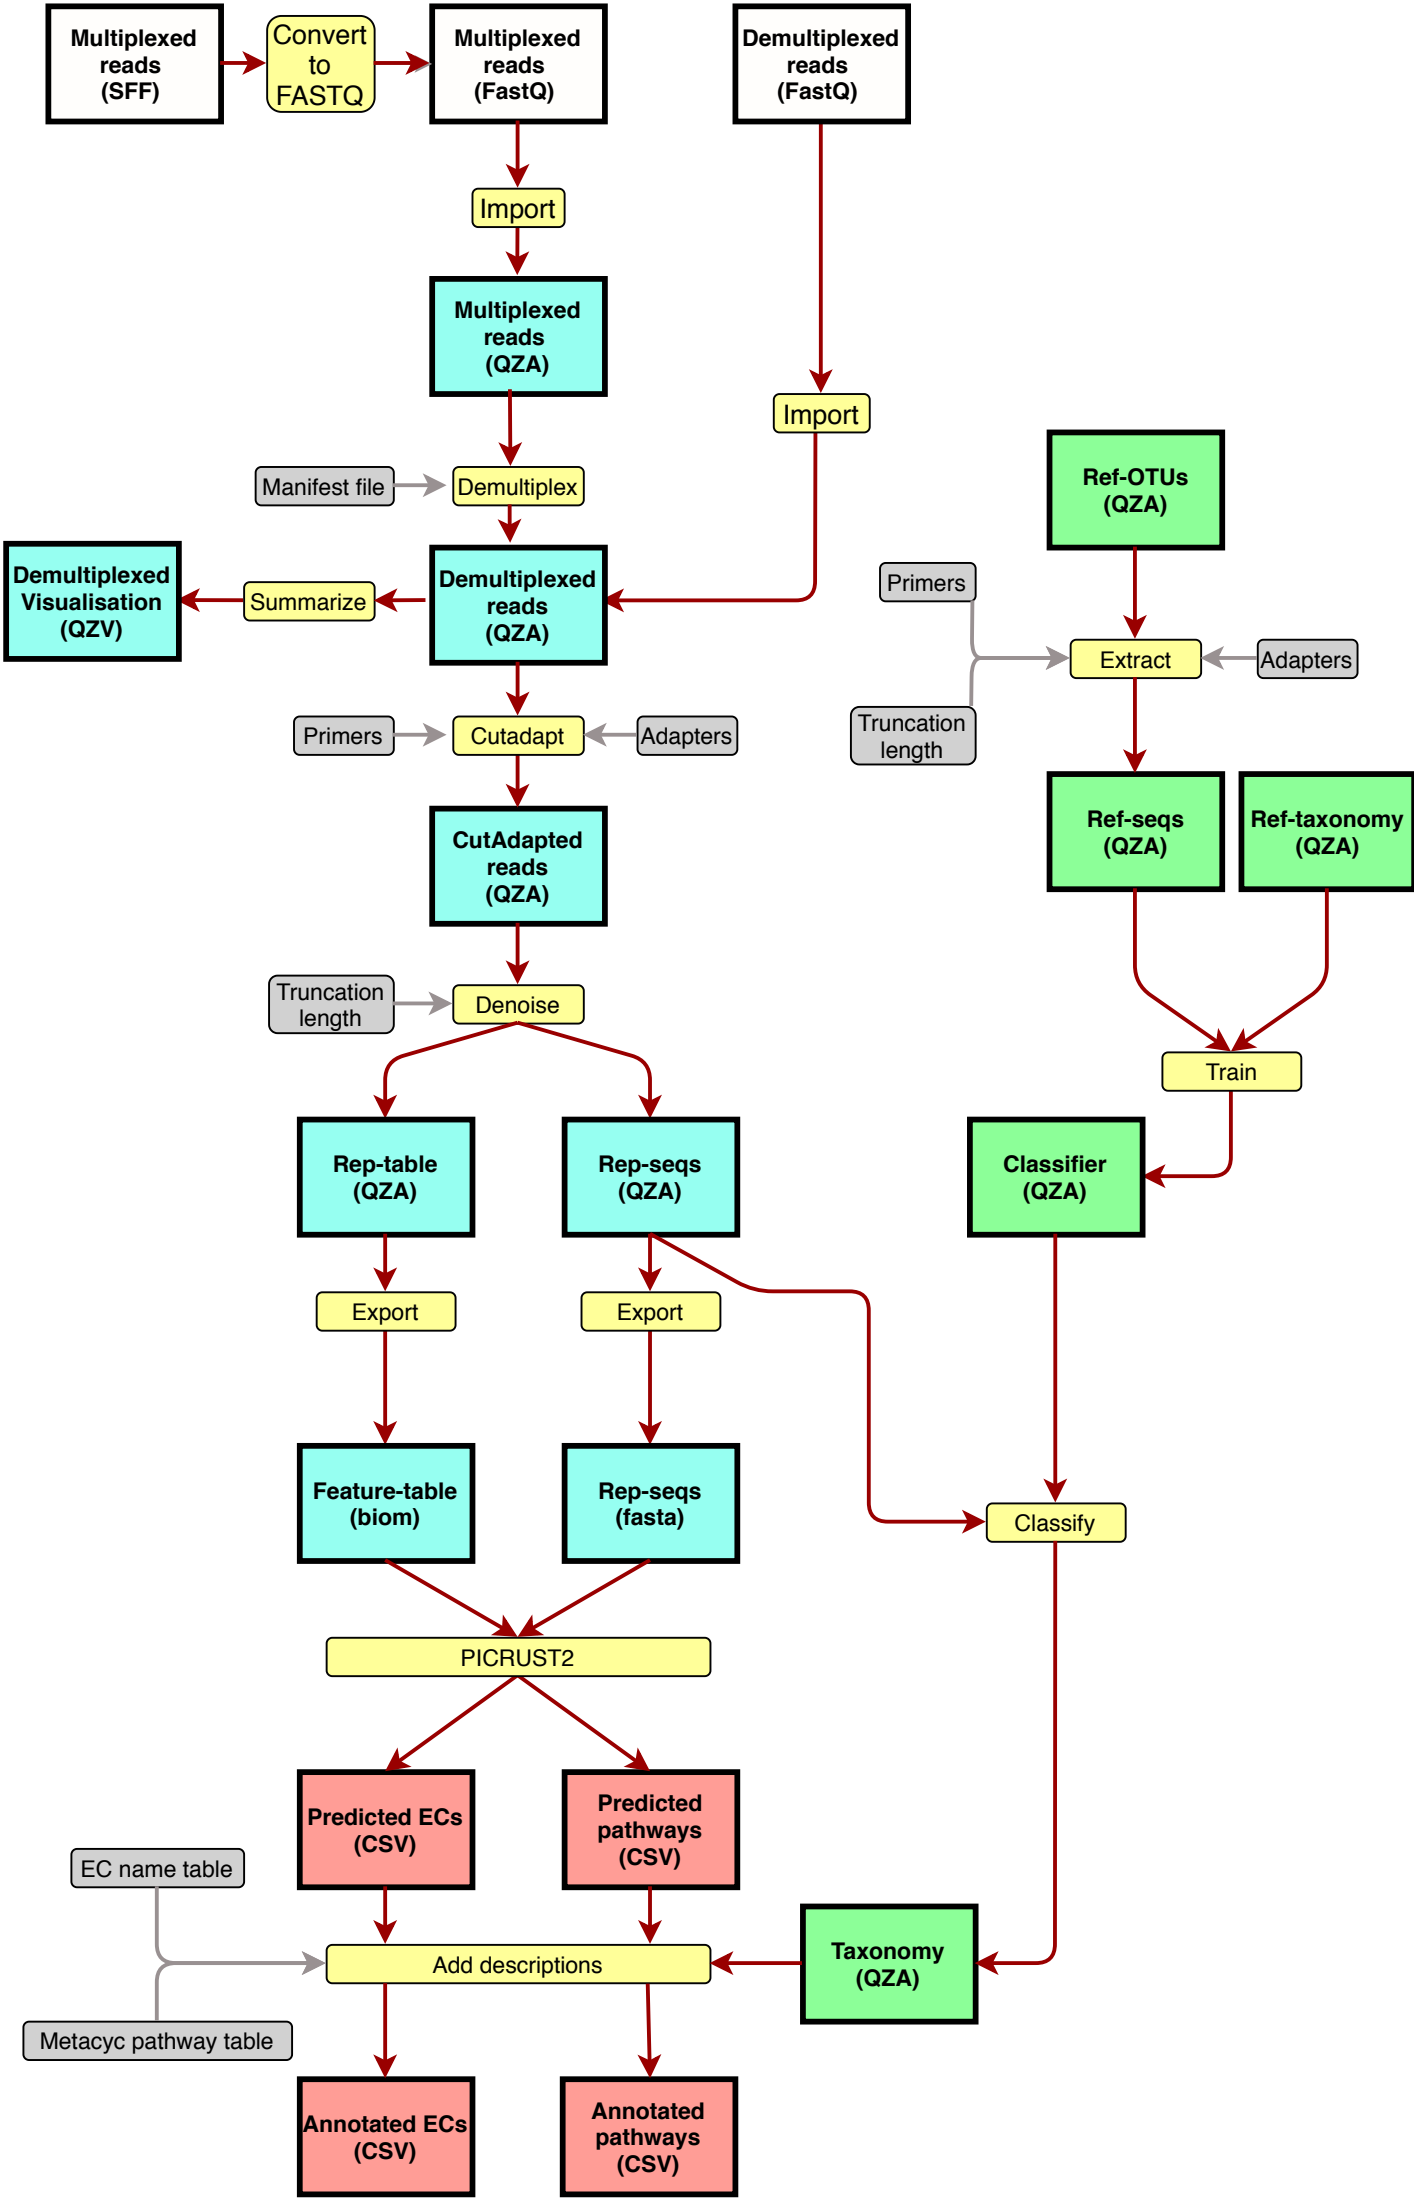 Multiplexed
reads
(SFF)
Convert
to
FASTQ
Multiplexed
reads
(FastQ)
Demultiplexed
reads
(FastQ)
Import
Multiplexed
reads
(QZA)
Import
Manifest file
Demultiplex
Ref-OTUs
(QZA)
Demultiplexed
Visualisation
(QZV)
Summarize
Demultiplexed
reads
(QZA)
Primers
Extract
Adapters
Truncation
length
Primers
Cutadapt
Adapters
CutAdapted
reads
(QZA)
Ref-seqs
(QZA)
Ref-taxonomy
(QZA)
Truncation
length
Denoise
Train
Rep-table
(QZA)
Rep-seqs
(QZA)
Classifier
(QZA)
Export
Export
Feature-table
(biom)
Rep-seqs
(fasta)
Classify
PICRUST2
Predicted ECs
(CSV)
Predicted
pathways
(CSV)
EC name table
Add descriptions
Taxonomy
(QZA)
Metacyc pathway table
Annotated ECs
(CSV)
Annotated
pathways
(CSV)